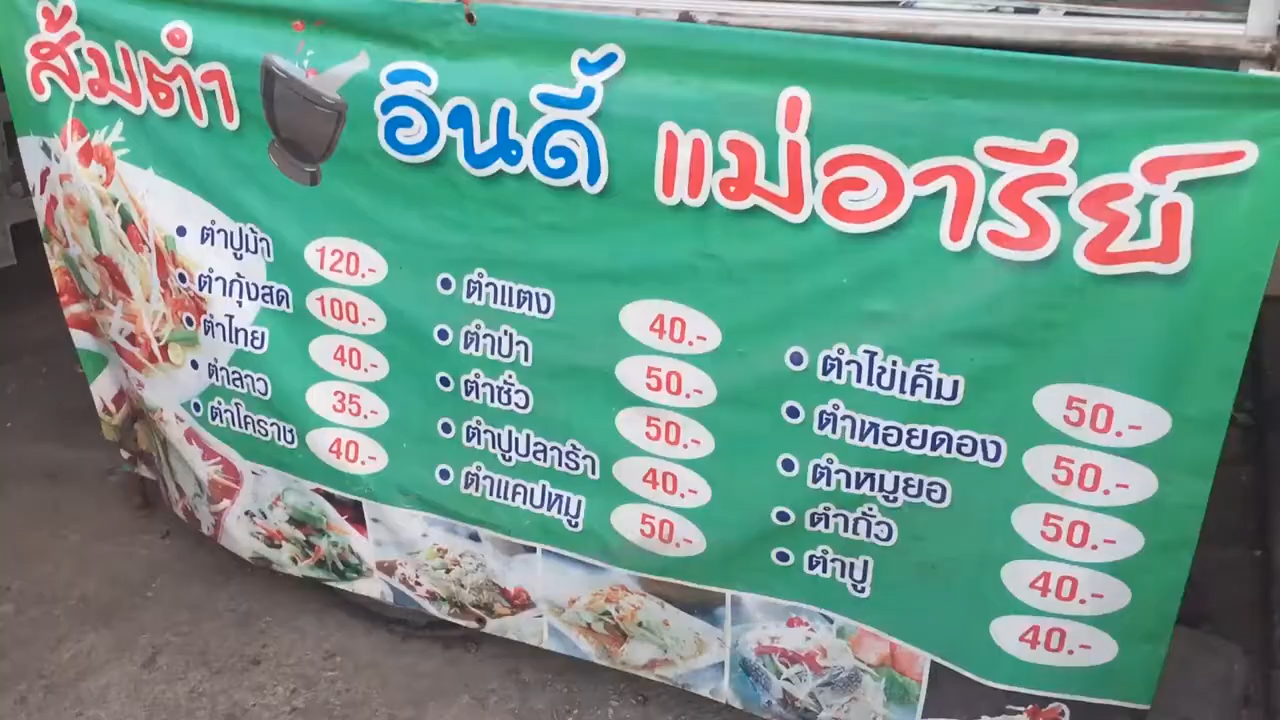 ส้มตำ อินดี้ แม่อารีย์
• ตำปูม้า 120.-
• ตำกุ้งสด 100.-
• ตำไทย 40.-
• ตำลาว 35.-
• ตำโคราช 40.-
• ตำแตง 40.-
• ตำป่า 50.-
• ตำซั่ว 50.-
• ตำปูปลาร้า 40.-
• ตำแคปหมู 50.-
• ตำไข่เค็ม 50.-
• ตำหอยดอง 50.-
• ตำหมูยอ 50.-
• ตำถั่ว 40.-
• ตำปู 40.-